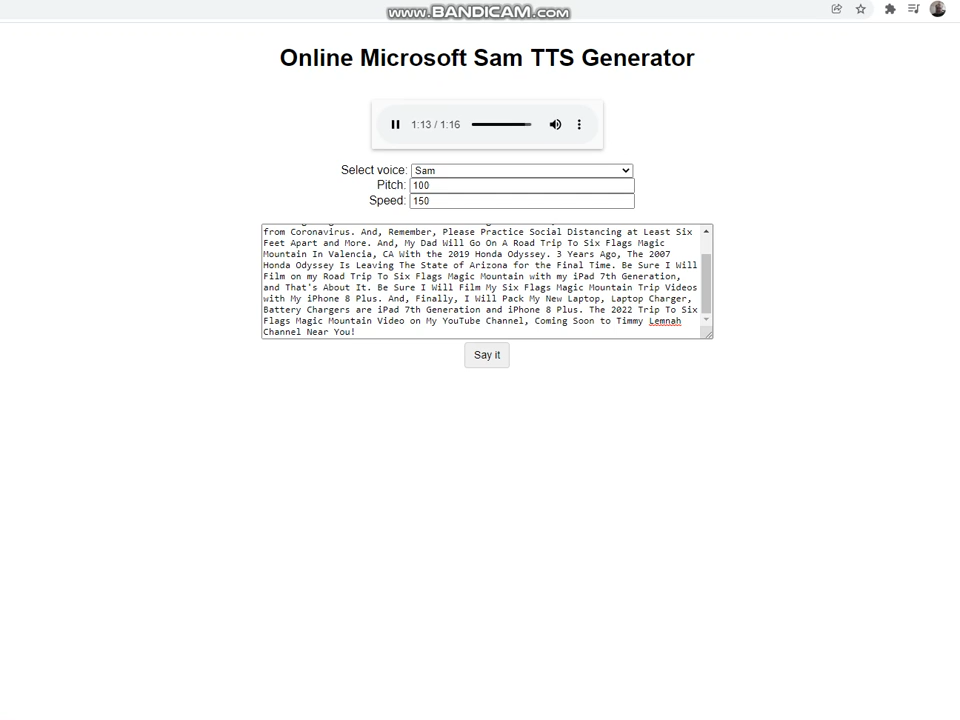 www.BANDICAM.com
Online Microsoft Sam TTS Generator
1:13 / 1:16
Select voice: Sam
Pitch: 100
Speed: 150
from Coronavirus. And, Remember, Please Practice Social Distancing at Least Six
Feet Apart and More. And, My Dad Will Go On A Road Trip To Six Flags Magic
Mountain In Valencia, CA With the 2019 Honda Odyssey. 3 Years Ago, The 2007
Honda Odyssey Is Leaving The State of Arizona for the Final Time. Be Sure I Will
Film on my Road Trip To Six Flags Magic Mountain with my iPad 7th Generation,
and That's About It. Be Sure I Will Film My Six Flags Magic Mountain Trip Videos
with My iPhone 8 Plus. And, Finally, I Will Pack My New Laptop, Laptop Charger,
Battery Chargers are iPad 7th Generation and iPhone 8 Plus. The 2022 Trip To Six
Flags Magic Mountain Video on My YouTube Channel, Coming Soon to Timmy Lemnah
Channel Near You!
Say it